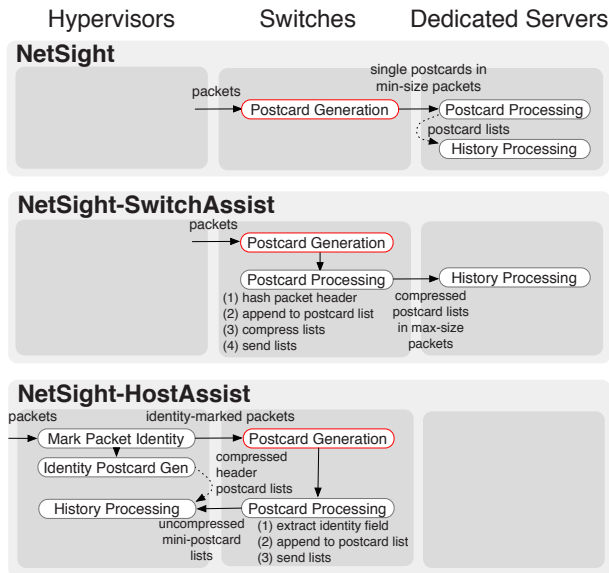 Hypervisors Switches Dedicated Servers
NetSight
single postcards in
min-size packets
packets
Postcard Generation
Postcard Processing
postcard lists
History Processing
NetSight-SwitchAssist
packets
Postcard Generation
Postcard Processing
History Processing
(1) hash packet header
(2) append to postcard list
(3) compress lists
(4) send lists
compressed
postcard lists
in max-size
packets
NetSight-HostAssist
packets
identity-marked packets
Mark Packet Identity
Postcard Generation
Identity Postcard Gen
compressed
header
postcard lists
History Processing
Postcard Processing
uncompressed
mini-postcard
lists
(1) extract identity field
(2) append to postcard list
(3) send lists